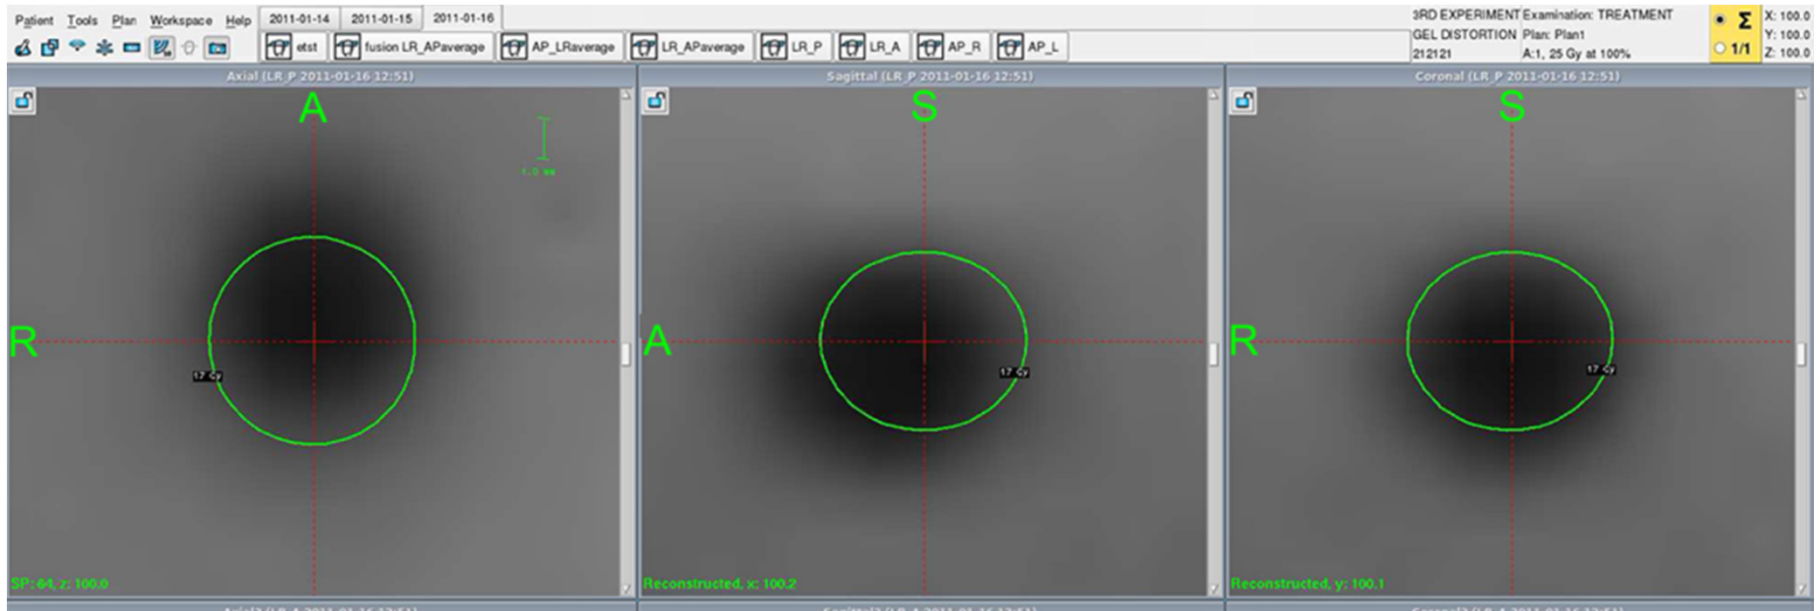 Patient Tools Plan Workspace Help 2011-01-14 2011-01-15 2011-01-16
etst fusion LR_APaverage AP_LRaverage LR_APaverage LR_P LR_A AP_R AP_L
3RD EXPERIMENT Examination: TREATMENT
GEL DISTORTION Plan: Plan1
212121 A:1, 25 Gy at 100%
Σ
1/1
X: 100.0
Y: 100.0
Z: 100.0
Axial (LR_P 2011-01-16 12:51)
A
1.0 mm
R
17 Gy
SP: 64, z: 100.0
Sagittal (LR_P 2011-01-16 12:51)
S
A
17 Gy
Reconstructed, x: 100.2
Coronal (LR_P 2011-01-16 12:51)
S
R
17 Gy
Reconstructed, y: 100.1